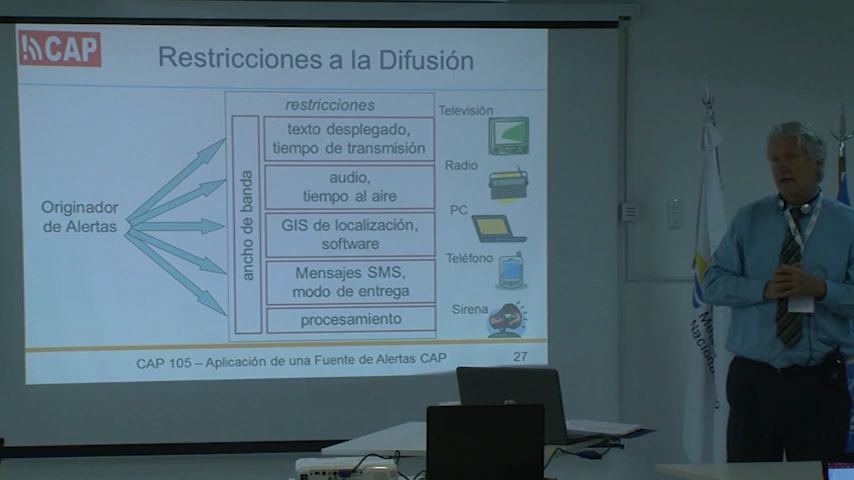 CAP
Restricciones a la Difusión
restricciones
Originador
de Alertas
ancho de banda
texto desplegado,
tiempo de transmisión
audio,
tiempo al aire
GIS de localización,
software
Mensajes SMS,
modo de entrega
procesamiento
Televisión
Radio
PC
Teléfono
Sirena
CAP 105 – Aplicación de una Fuente de Alertas CAP
27
Nacional